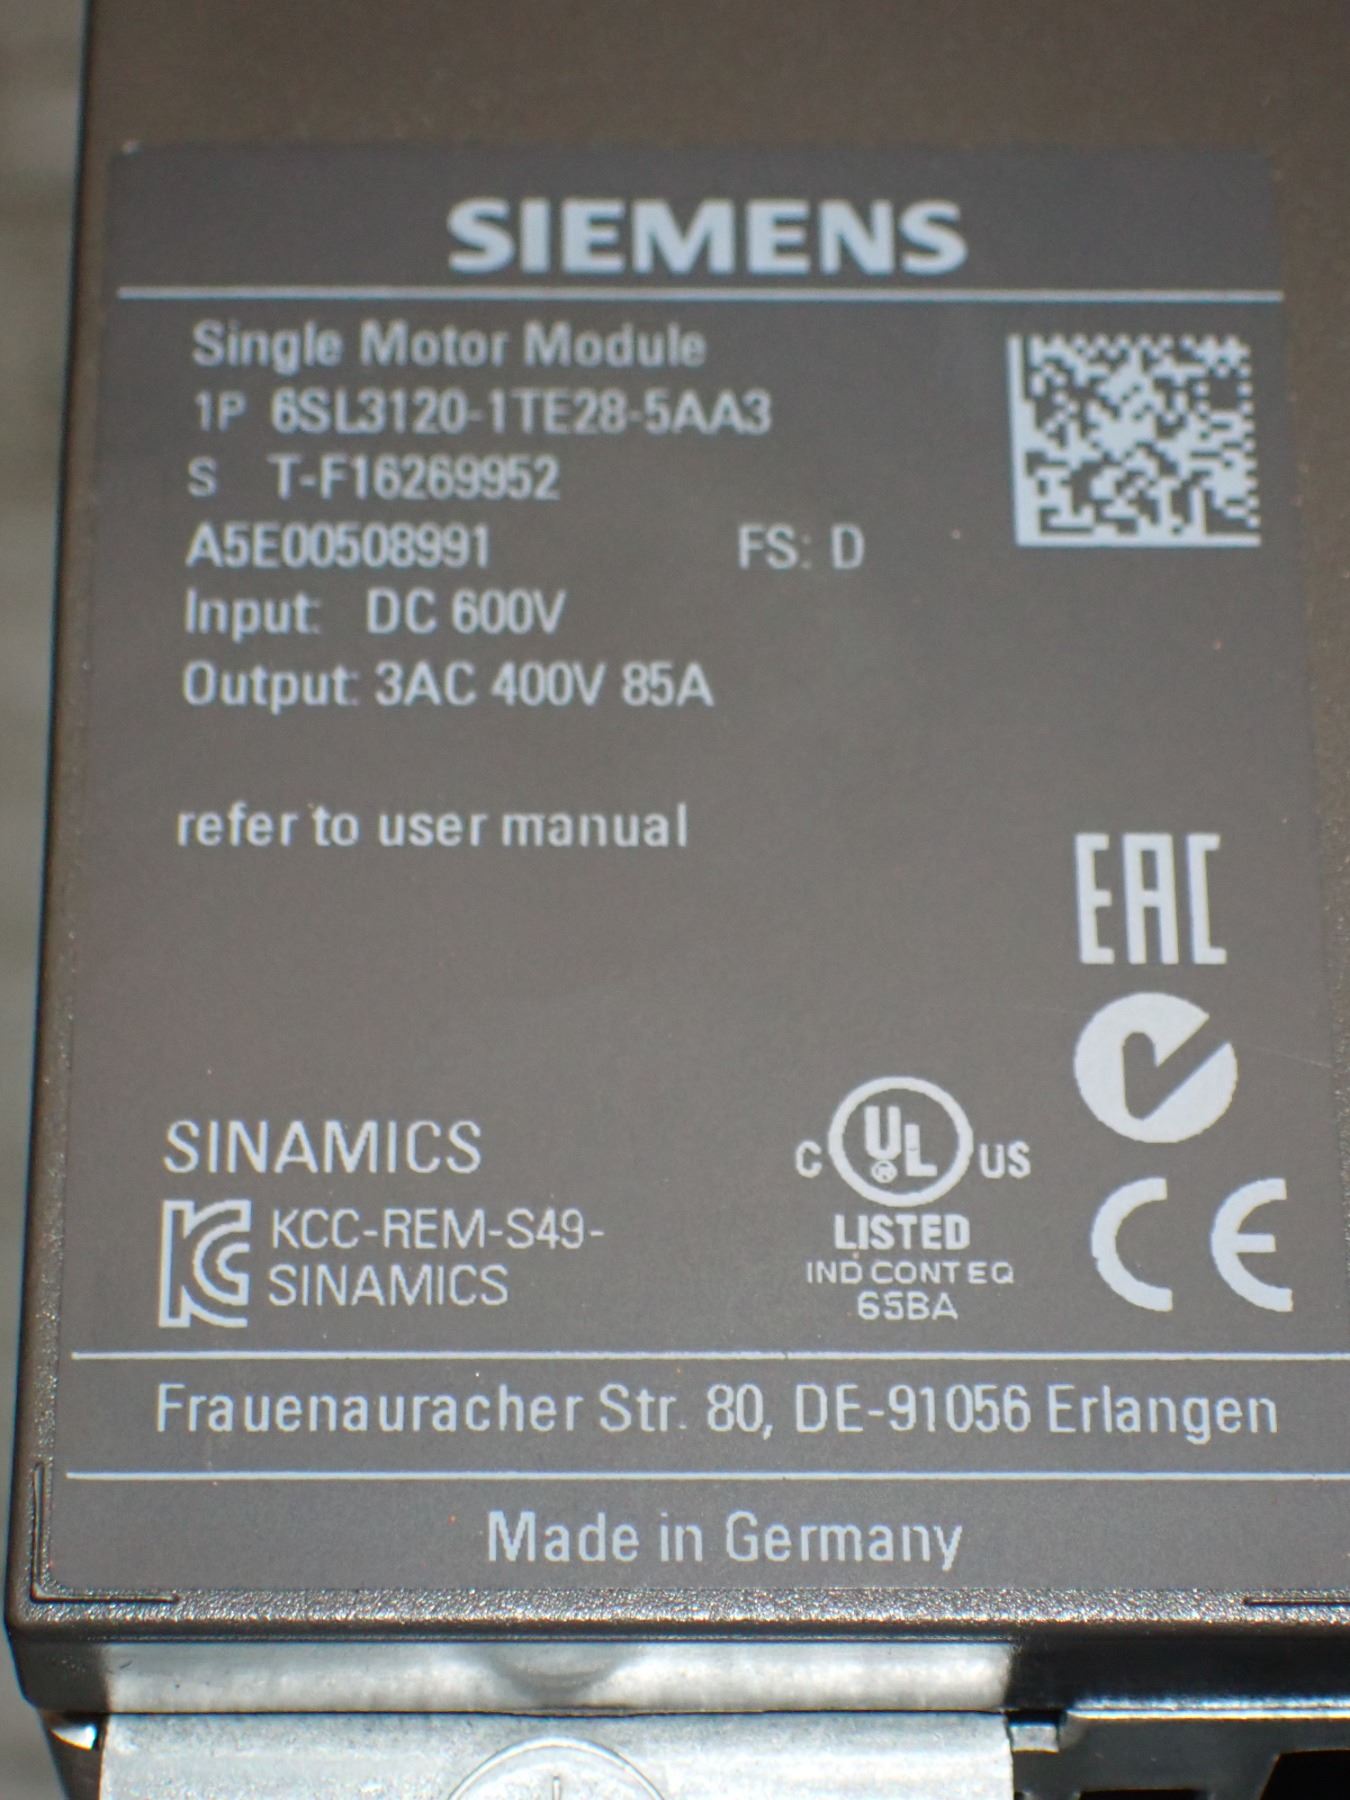 SIEMENS
Single Motor Module
1P 6SL3120-1TE28-5AA3
S T-F16269952
A5E00508991 FS: D
Input: DC 600V
Output: 3AC 400V 85A
refer to user manual
EAC
SINAMICS
C UL US
®
LISTED
IND CONT EQ
65BA
CE
KC KCC-REM-S49-
SINAMICS
Frauenauracher Str. 80, DE-91056 Erlangen
Made in Germany